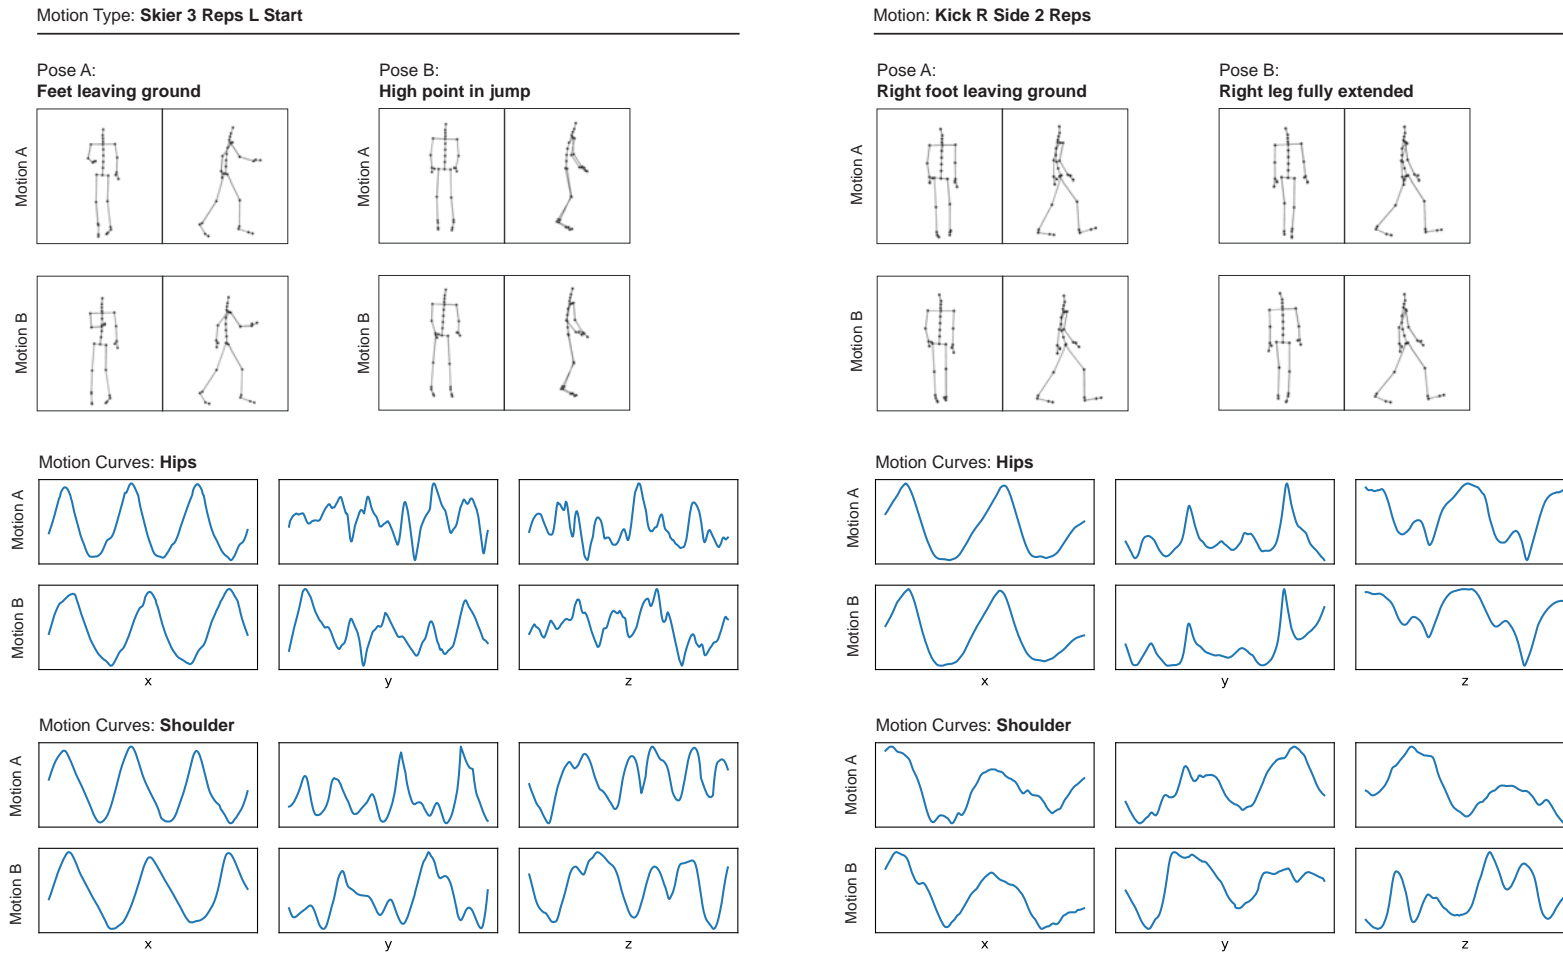 Motion Type: Skier 3 Reps L Start
Pose A:
Feet leaving ground
Pose B:
High point in jump
Motion A
Motion A
Motion B
Motion B
Motion Curves: Hips
Motion A
Motion B
x
y
z
Motion Curves: Shoulder
Motion A
Motion B
x
y
z
Motion: Kick R Side 2 Reps
Pose A:
Right foot leaving ground
Pose B:
Right leg fully extended
Motion A
Motion A
Motion B
Motion B
Motion Curves: Hips
Motion A
Motion B
x
y
z
Motion Curves: Shoulder
Motion A
Motion B
x
y
z